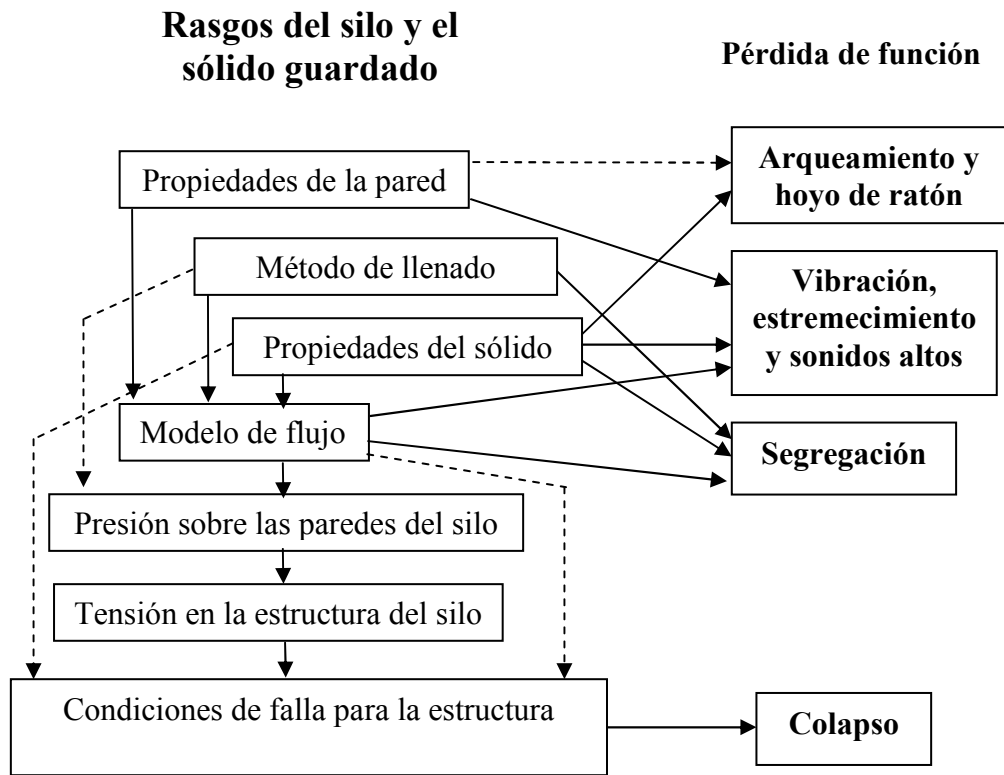 Rasgos del silo y el
sólido guardado
Pérdida de función
Propiedades de la pared
Arqueamiento y
hoyo de ratón
Método de llenado
Vibración,
estremecimiento
y sonidos altos
Propiedades del sólido
Modelo de flujo
Segregación
Presión sobre las paredes del silo
Tensión en la estructura del silo
Condiciones de falla para la estructura
Colapso